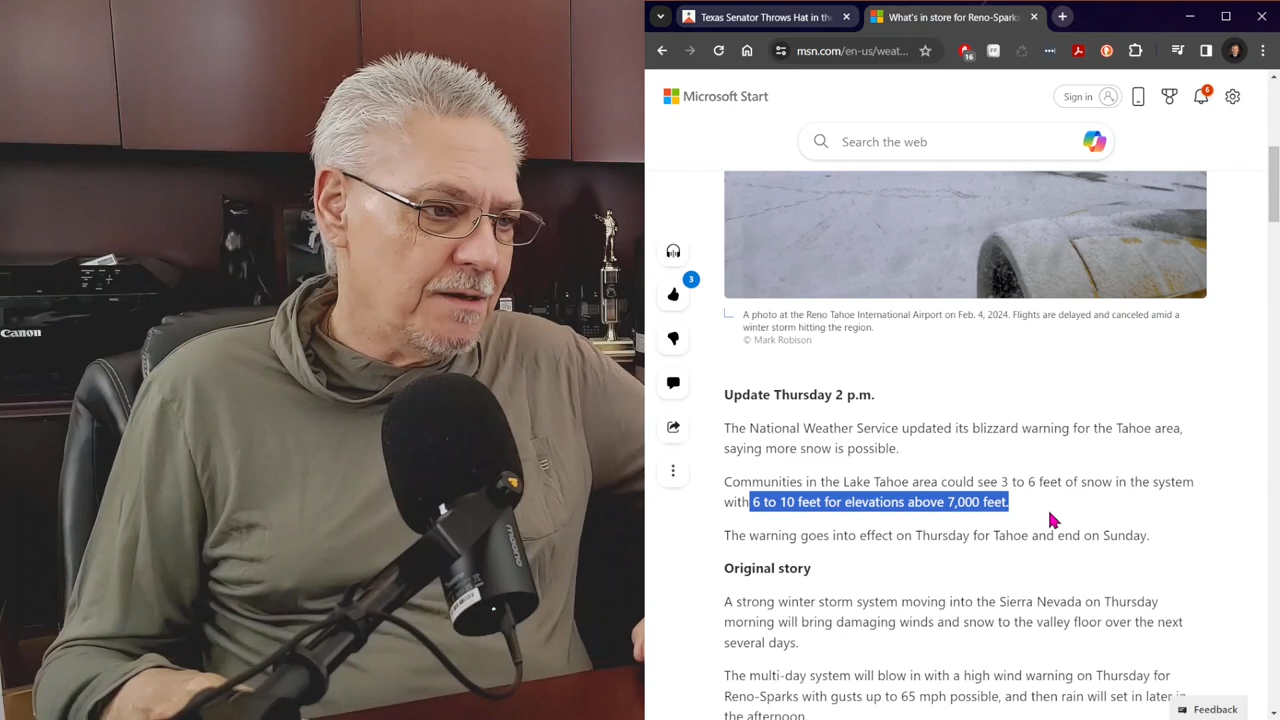 Texas Senator Throws Hat in the
What's in store for Reno-Sparks
msn.com/en-us/weat...
16
FF
Microsoft Start
Sign in
6
Search the web
3
A photo at the Reno Tahoe International Airport on Feb. 4, 2024. Flights are delayed and canceled amid a
winter storm hitting the region.
© Mark Robison
Update Thursday 2 p.m.
The National Weather Service updated its blizzard warning for the Tahoe area,
saying more snow is possible.
Communities in the Lake Tahoe area could see 3 to 6 feet of snow in the system
with 6 to 10 feet for elevations above 7,000 feet.
The warning goes into effect on Thursday for Tahoe and end on Sunday.
Original story
A strong winter storm system moving into the Sierra Nevada on Thursday
morning will bring damaging winds and snow to the valley floor over the next
several days.
The multi-day system will blow in with a high wind warning on Thursday for
Reno-Sparks with gusts up to 65 mph possible, and then rain will set in later in
the afternoon.
Feedback
Canon
maono